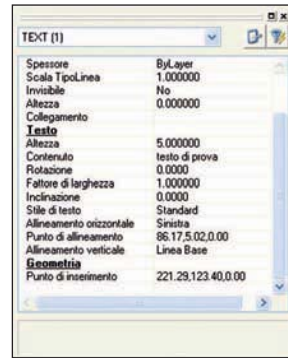 TEXT (1)
Spessore ByLayer
Scala TipoLinea 1.000000
Invisibile No
Altezza 0.000000
Collegamento
Testo
Altezza 5.000000
Contenuto testo di prova
Rotazione 0.0000
Fattore di larghezza 1.000000
Inclinazione 0.0000
Stile di testo Standard
Allineamento orizzontale Sinistra
Punto di allineamento 86.17,5.02,0.00
Allineamento verticale Linea Base
Geometria
Punto di inserimento 221.29,123.40,0.00